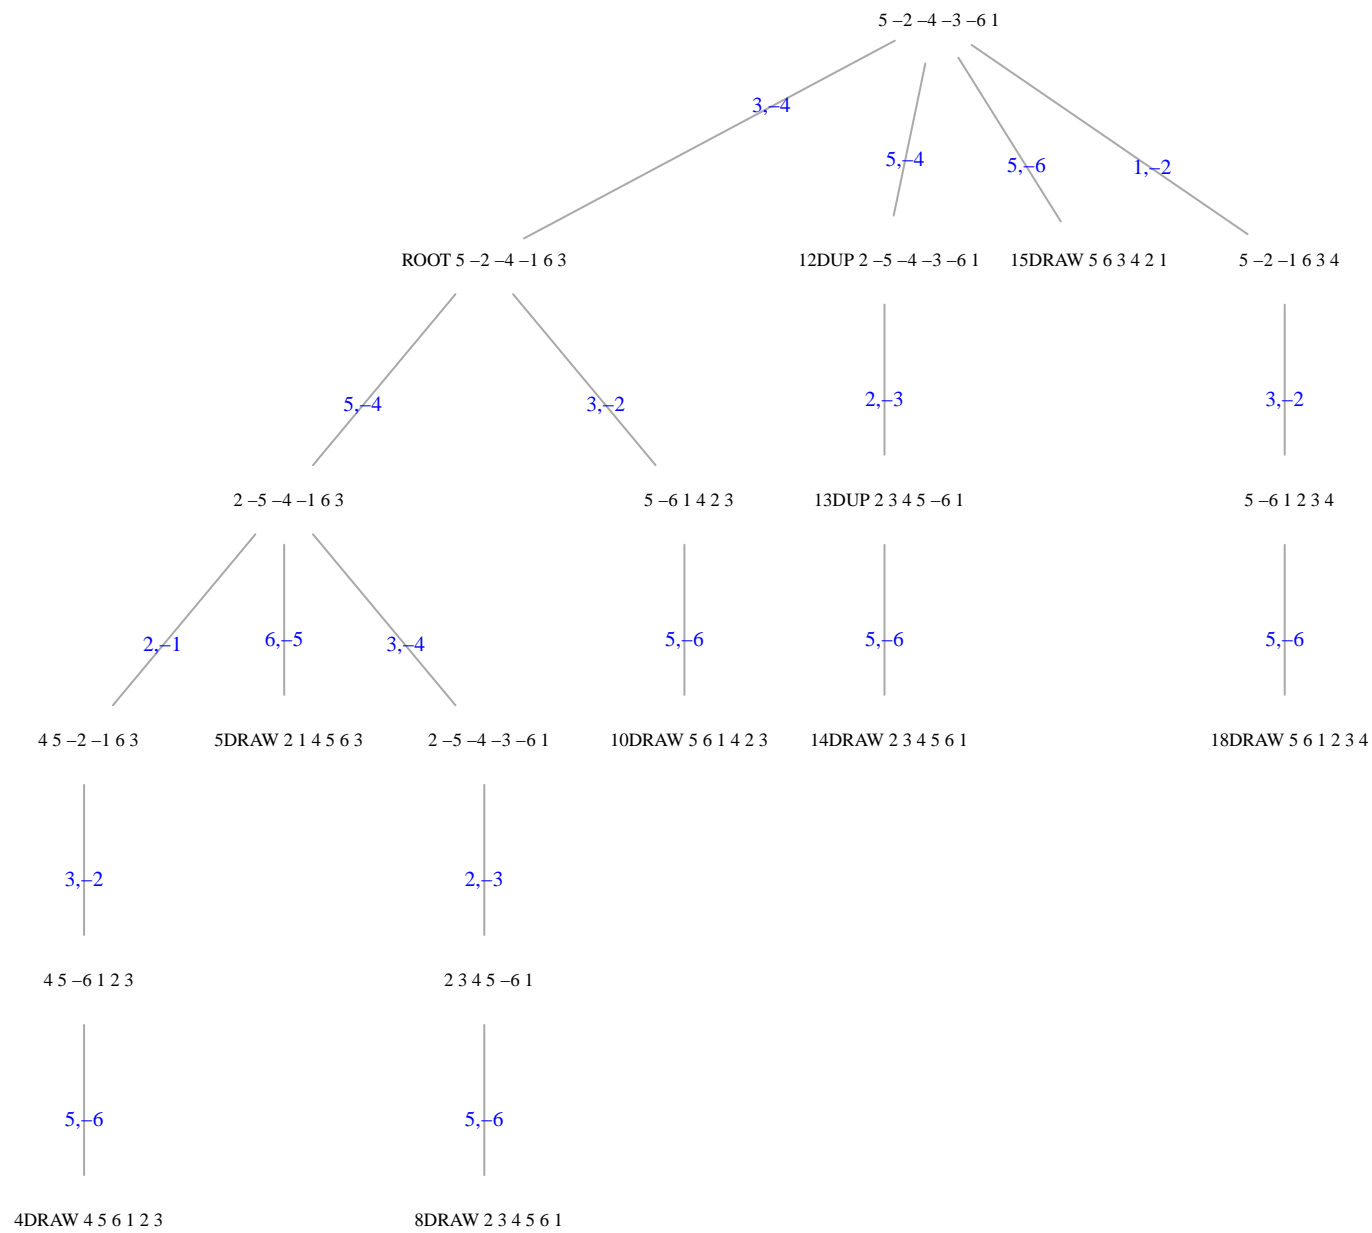 5 –2 –4 –3 –6 1
3,–4
5,–4
5,–6
1,–2
ROOT 5 –2 –4 –1 6 3
12DUP 2 –5 –4 –3 –6 1
15DRAW 5 6 3 4 2 1
5 –2 –1 6 3 4
5,–4
3,–2
2,–3
3,–2
2 –5 –4 –1 6 3
5 –6 1 4 2 3
13DUP 2 3 4 5 –6 1
5 –6 1 2 3 4
2,–1
6,–5
3,–4
5,–6
5,–6
5,–6
4 5 –2 –1 6 3
5DRAW 2 1 4 5 6 3
2 –5 –4 –3 –6 1
10DRAW 5 6 1 4 2 3
14DRAW 2 3 4 5 6 1
18DRAW 5 6 1 2 3 4
3,–2
2,–3
4 5 –6 1 2 3
2 3 4 5 –6 1
5,–6
5,–6
4DRAW 4 5 6 1 2 3
8DRAW 2 3 4 5 6 1